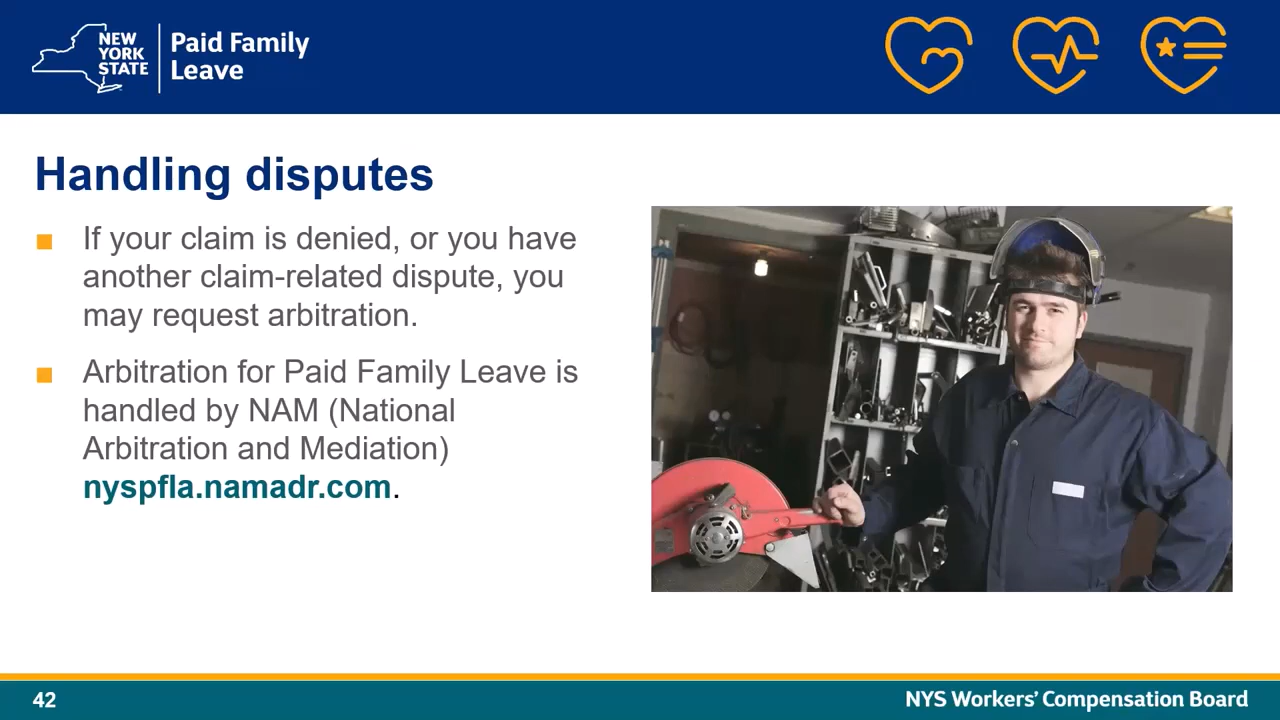 NEW
YORK
STATE
Paid Family
Leave
Handling disputes
If your claim is denied, or you have
another claim-related dispute, you
may request arbitration.
Arbitration for Paid Family Leave is
handled by NAM (National
Arbitration and Mediation)
nyspfla.namadr.com.
42
NYS Workers' Compensation Board